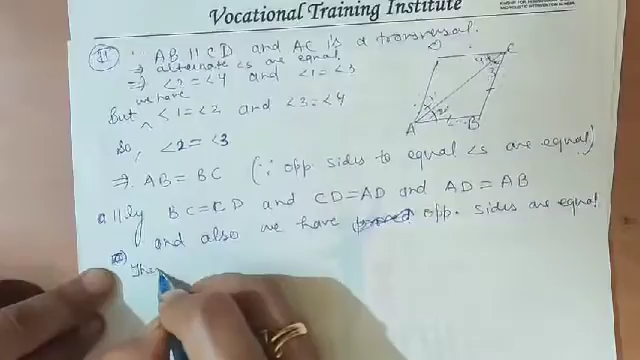 Vocational Training Institute
(ii) ∵ AB || CD and AC is a transversal.
⇒ alternate ∠s are equal
⇒ ∠2 = ∠4 and ∠1 = ∠3
But we have ∠1 = ∠2 and ∠3 = ∠4
So, ∠2 = ∠3
⇒ AB = BC (∵ opp. sides to equal ∠s are equal)
a||ly BC = CD and CD = AD and AD = AB
and also we have opp. sides are equal
The
D C
A B